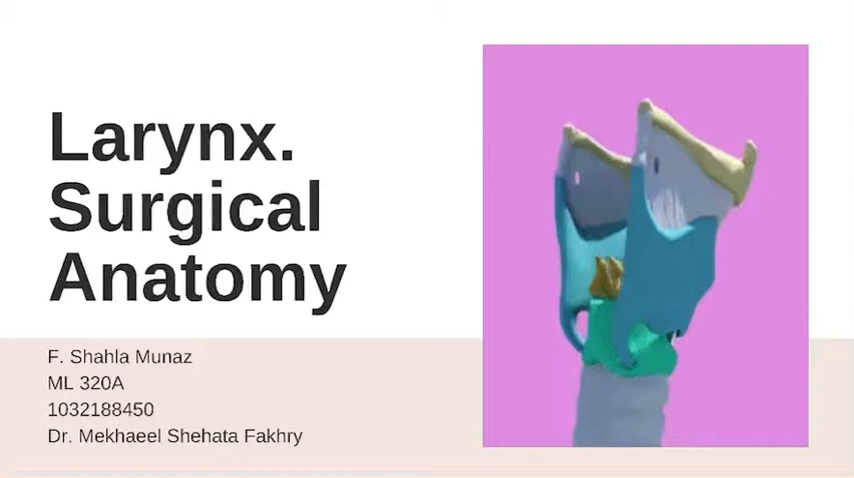 Larynx.
Surgical
Anatomy
F. Shahla Munaz
ML 320A
1032188450
Dr. Mekhaeel Shehata Fakhry